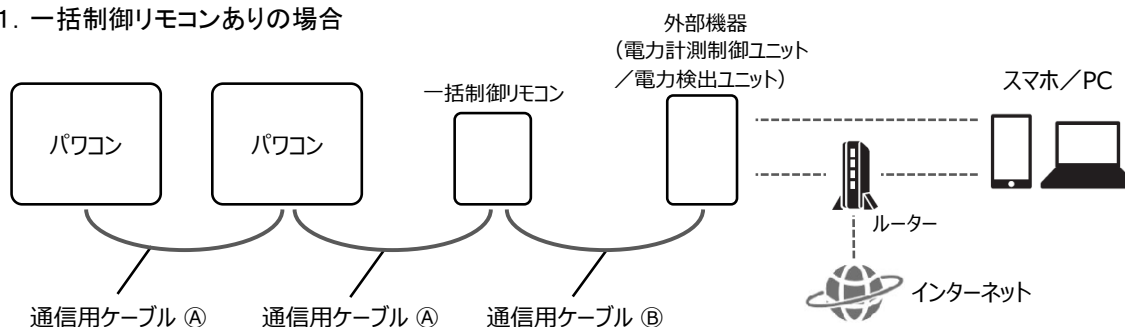 1. 一括制御リモコンありの場合
外部機器
（電力計測制御ユニット
／電力検出ユニット）
一括制御リモコン
スマホ／PC
パワコン
パワコン
ルーター
インターネット
通信用ケーブル Ⓐ
通信用ケーブル Ⓐ
通信用ケーブル Ⓑ